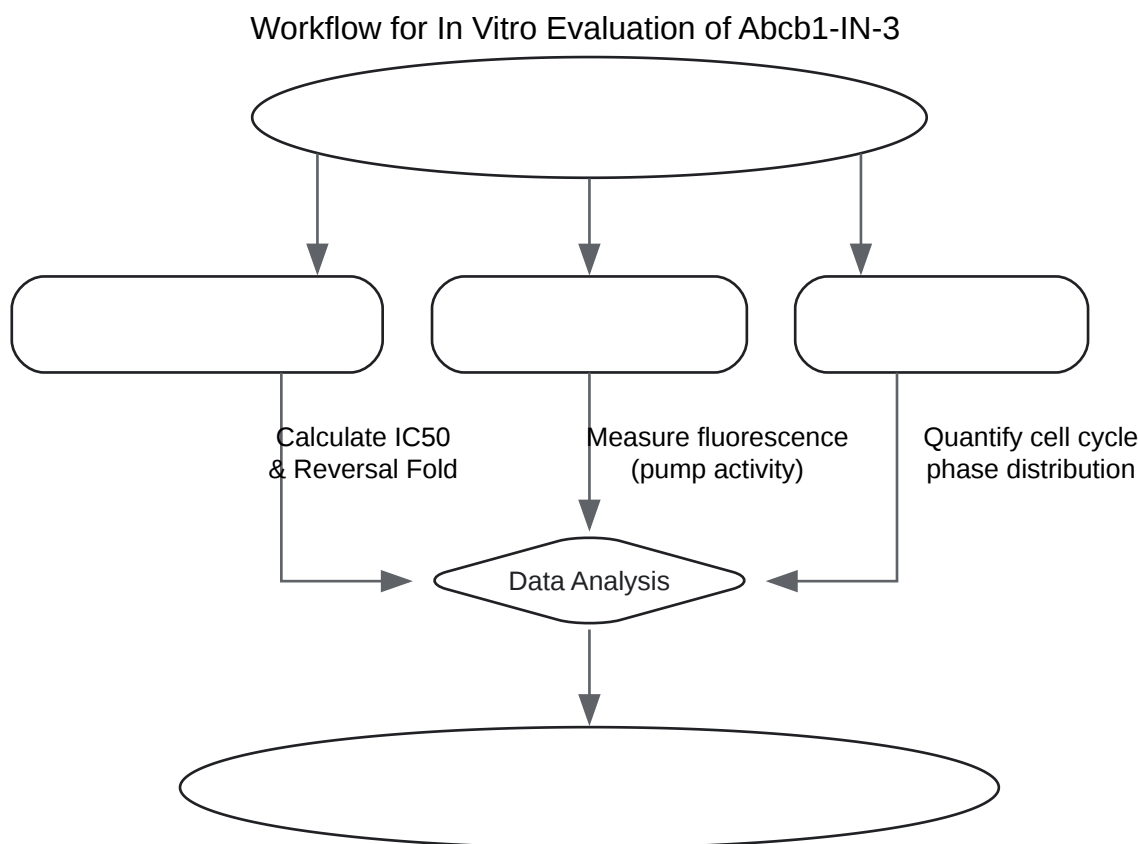 Workflow for In Vitro Evaluation of Abcb1-IN-3
Calculate IC50
& Reversal Fold
Measure fluorescence
(pump activity)
Quantify cell cycle
phase distribution
Data Analysis